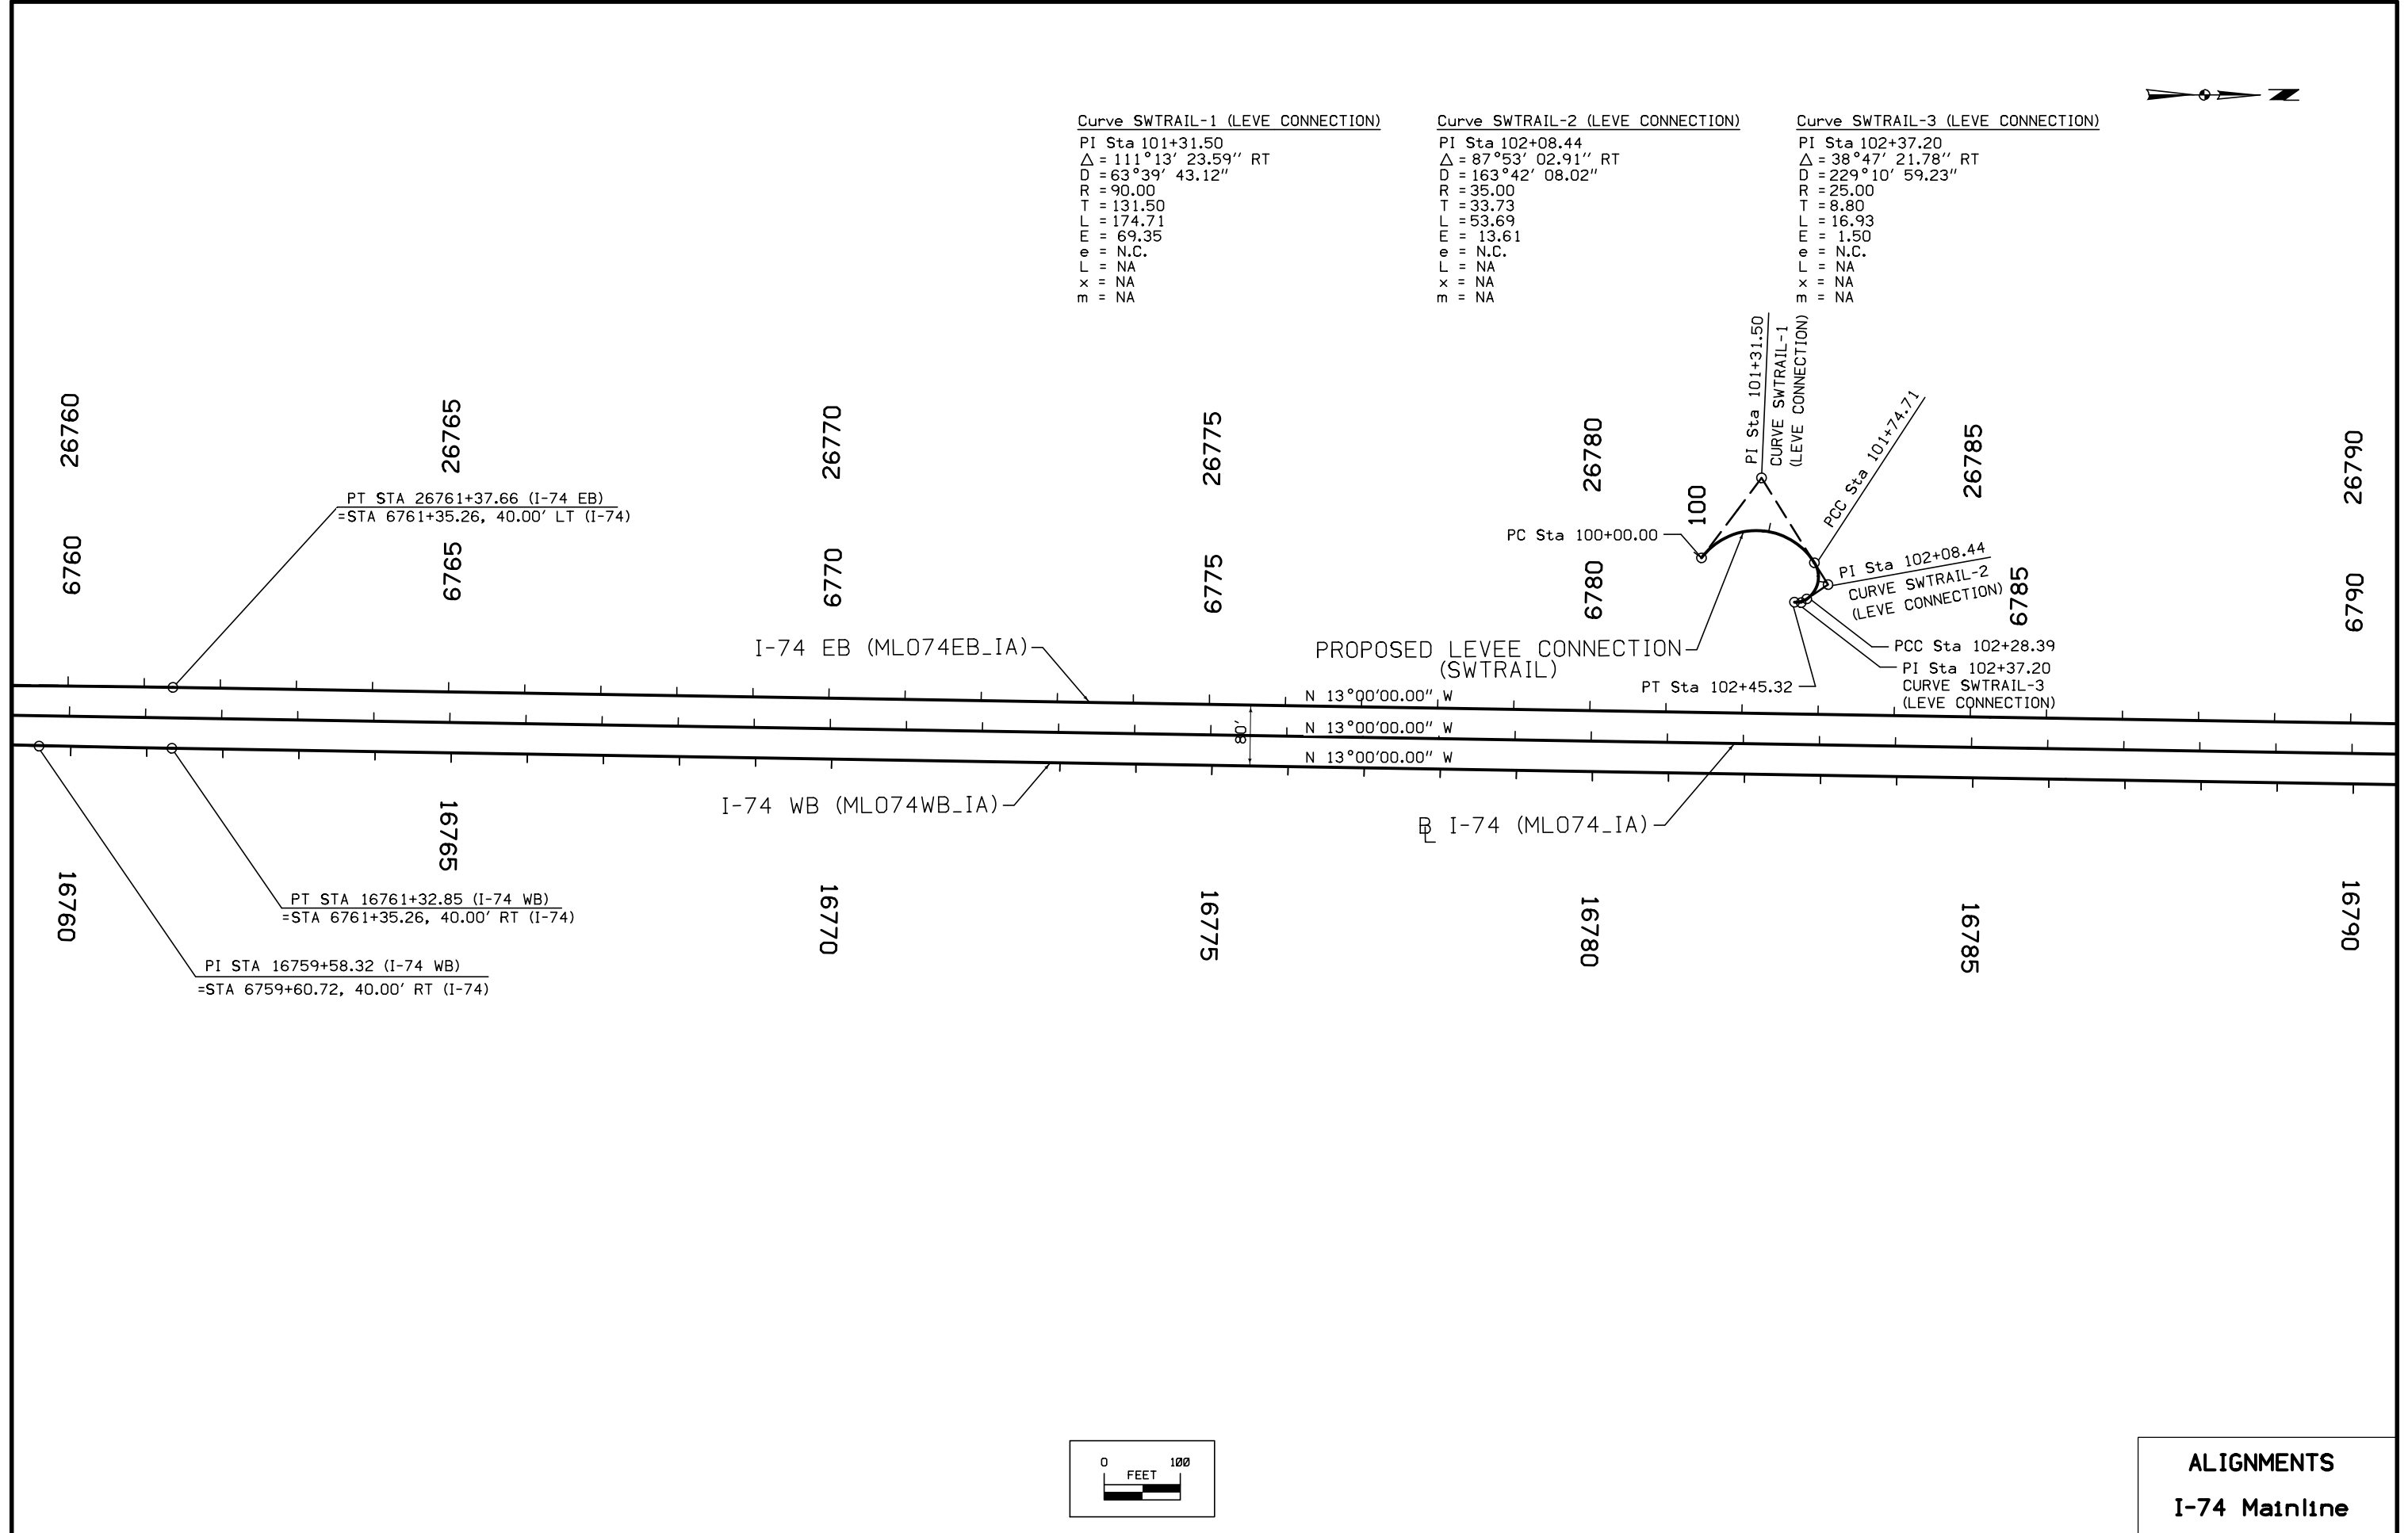 Curve SWTRAIL-1 (LEVE CONNECTION)
PI Sta 101+31.50
△ = 111°13' 23.59" RT
D = 63°39' 43.12"
R = 90.00
T = 131.50
L = 174.71
E = 69.35
e = N.C.
L = NA
x = NA
m = NA
Curve SWTRAIL-2 (LEVE CONNECTION)
PI Sta 102+08.44
△ = 87°53' 02.91" RT
D = 163°42' 08.02"
R = 35.00
T = 33.73
L = 53.69
E = 13.61
e = N.C.
L = NA
x = NA
m = NA
Curve SWTRAIL-3 (LEVE CONNECTION)
PI Sta 102+37.20
△ = 38°47' 21.78" RT
D = 229°10' 59.23"
R = 25.00
T = 8.80
L = 16.93
E = 1.50
e = N.C.
L = NA
x = NA
m = NA
N
26760
26765
26770
26775
26780
26785
26790
PI Sta 101+31.50
CURVE SWTRAIL-1
(LEVE CONNECTION)
PCC Sta 101+74.71
100
PC Sta 100+00.00
PT STA 26761+37.66 (I-74 EB)
=STA 6761+35.26, 40.00' LT (I-74)
6760
6765
6770
6775
6780
6785
6790
PI Sta 102+08.44
CURVE SWTRAIL-2
(LEVE CONNECTION)
I-74 EB (ML074EB_IA)
PROPOSED LEVEE CONNECTION
(SWTRAIL)
PCC Sta 102+28.39
PI Sta 102+37.20
CURVE SWTRAIL-3
(LEVE CONNECTION)
PT Sta 102+45.32
N 13°00'00.00" W
N 13°00'00.00" W
N 13°00'00.00" W
80'
I-74 WB (ML074WB_IA)
BL I-74 (ML074_IA)
16760
16765
16770
16775
16780
16785
16790
PT STA 16761+32.85 (I-74 WB)
=STA 6761+35.26, 40.00' RT (I-74)
PI STA 16759+58.32 (I-74 WB)
=STA 6759+60.72, 40.00' RT (I-74)
0 100
FEET
ALIGNMENTS
I-74 Mainline